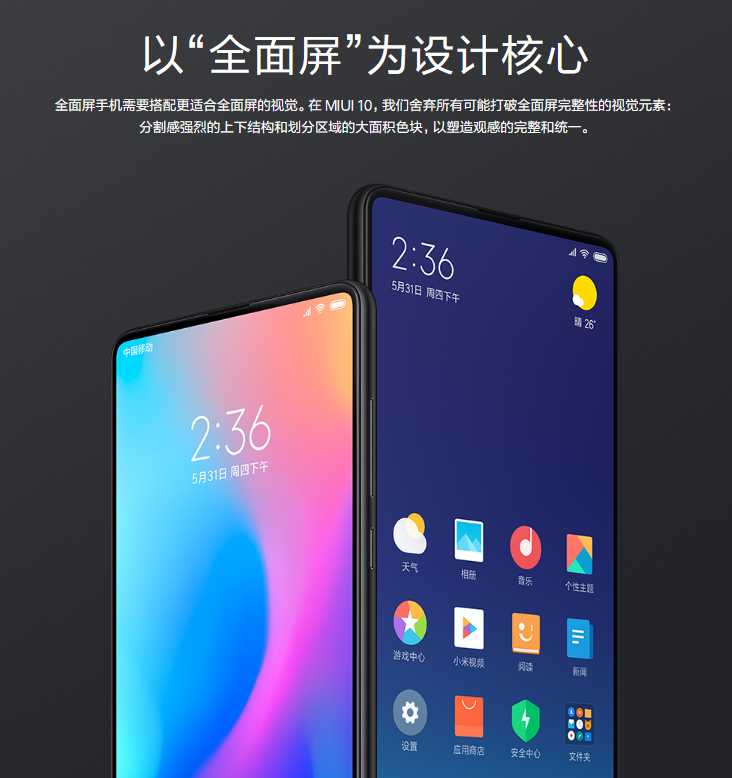 以“全面屏”为设计核心
全面屏手机需要搭配更适合全面屏的视觉。在 MIUI 10，我们舍弃所有可能打破全面屏完整性的视觉元素：
分割感强烈的上下结构和划分区域的大面积色块，以塑造观感的完整和统一。
2:36
5月31日 周四下午
晴 26°
中国移动
2:36
5月31日 周四下午
天气 相册 音乐 个性主题
游戏中心 小米视频 阅读 新闻
设置 应用商店 安全中心 文件夹